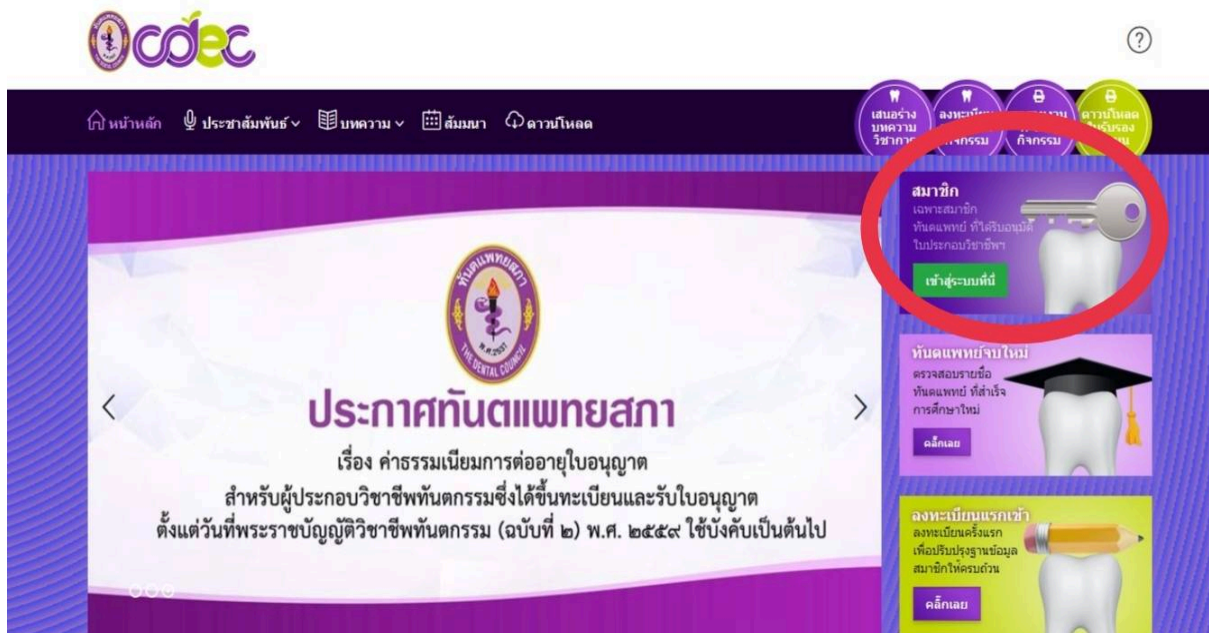 cdec
หน้าหลัก
ประชาสัมพันธ์
บทความ
สัมมนา
ดาวน์โหลด
เสนอร่าง
บทความ
วิชาการ
กิจกรรม
กิจกรรม
ดาวน์โหลด
สมาชิก
เฉพาะสมาชิก
ทันตแพทย์ ที่ได้รับอนุมัติ
ใบประกอบวิชาชีพฯ
เข้าสู่ระบบที่นี่
ทันตแพทยสภา
พ.ศ.2537
THE DENTAL COUNCIL
ประกาศทันตแพทยสภา
เรื่อง ค่าธรรมเนียมการต่ออายุใบอนุญาต
สำหรับผู้ประกอบวิชาชีพทันตกรรมซึ่งได้ขึ้นทะเบียนและรับใบอนุญาต
ตั้งแต่วันที่พระราชบัญญัติวิชาชีพทันตกรรม (ฉบับที่ ๒) พ.ศ. ๒๕๕๙ ใช้บังคับเป็นต้นไป
ทันตแพทย์จบใหม่
ตรวจสอบรายชื่อ
ทันตแพทย์ ที่สำเร็จ
การศึกษาใหม่
คลิ๊กเลย
ลงทะเบียนแรกเข้า
ลงทะเบียนครั้งแรก
เพื่อปรับปรุงฐานข้อมูล
สมาชิกให้ครบถ้วน
คลิ๊กเลย